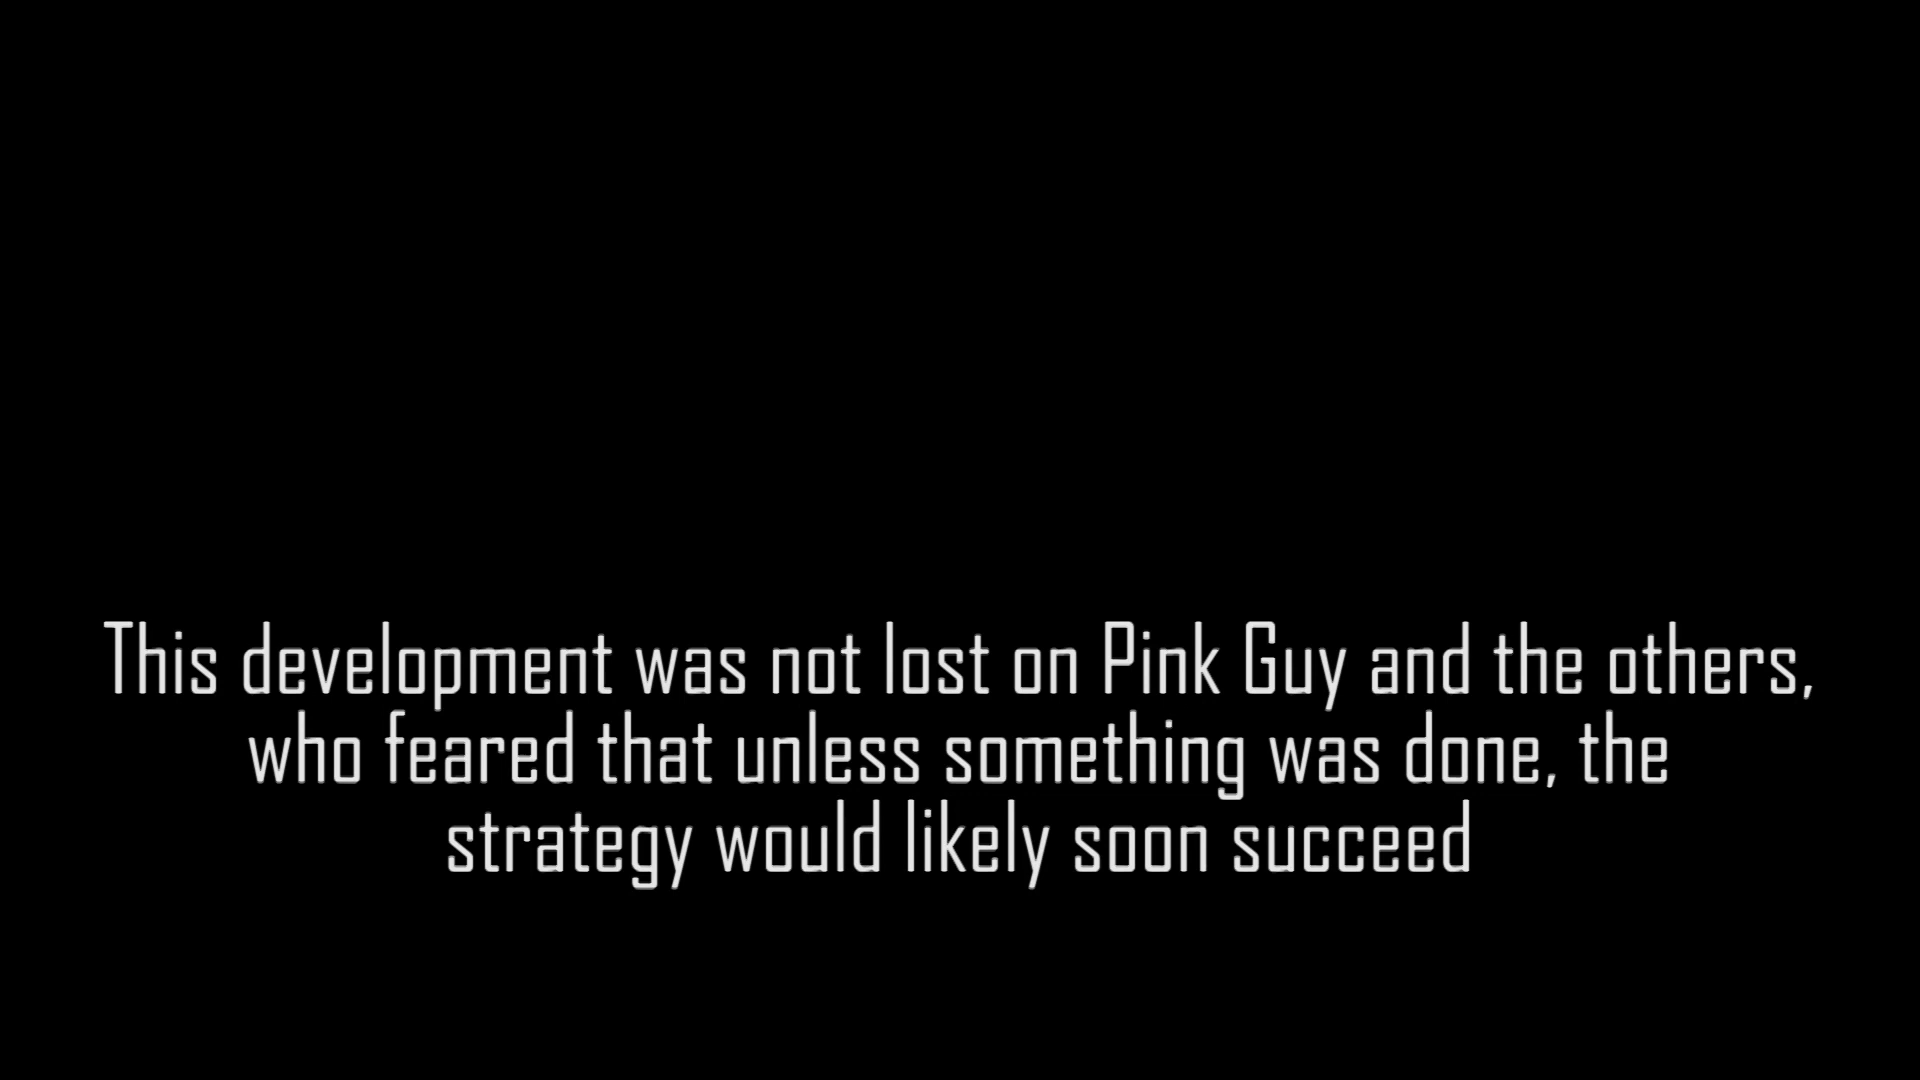 This development was not lost on Pink Guy and the others,
who feared that unless something was done, the
strategy would likely soon succeed